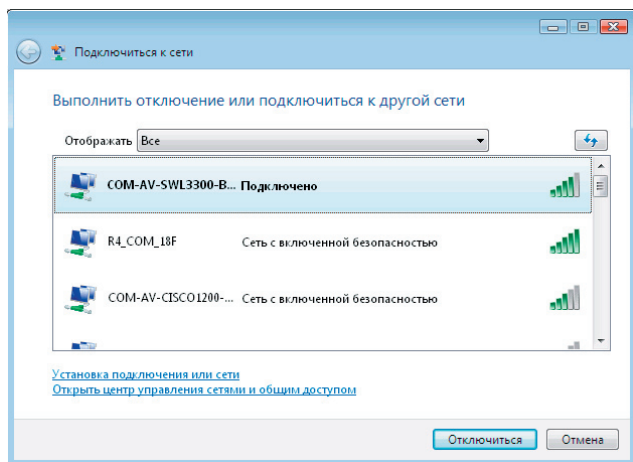 Подключиться к сети
Выполнить отключение или подключиться к другой сети
Отображать Все
COM-AV-SWL3300-B... Подключено
R4_COM_18F Сеть с включенной безопасностью
COM-AV-CISCO1200-... Сеть с включенной безопасностью
Установка подключения или сети
Открыть центр управления сетями и общим доступом
Отключиться Отмена